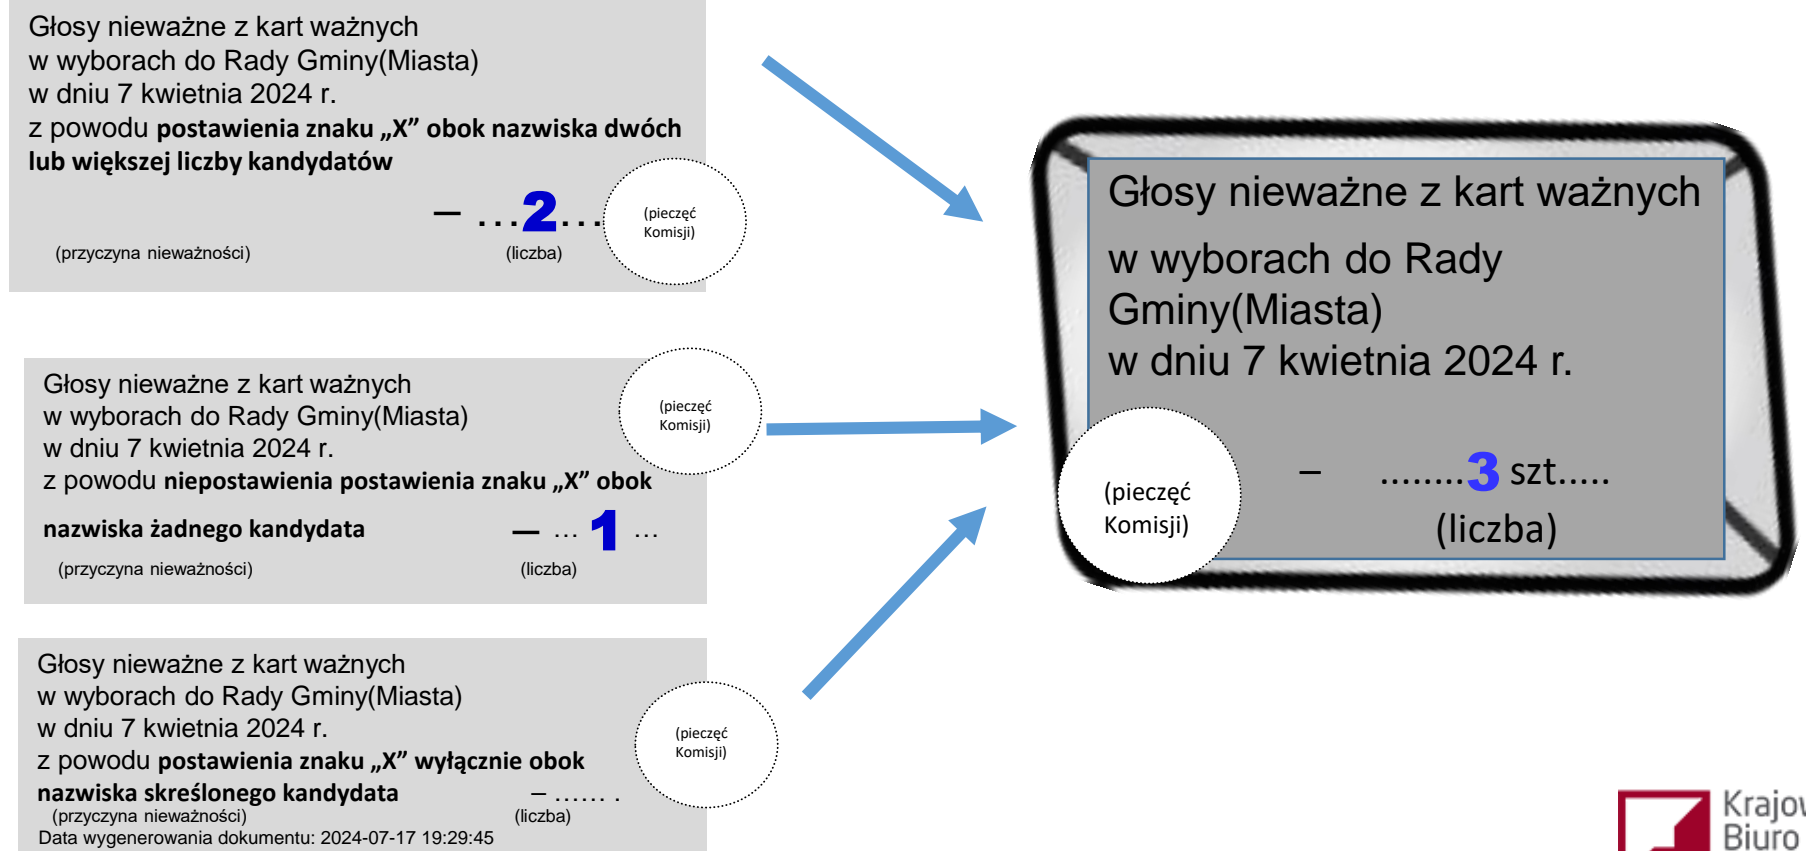 Głosy nieważne z kart ważnych
w wyborach do Rady Gminy(Miasta)
w dniu 7 kwietnia 2024 r.
z powodu postawienia znaku „X” obok nazwiska dwóch
lub większej liczby kandydatów
– ...2...
(pieczęć
Komisji)
(przyczyna nieważności) (liczba)
Głosy nieważne z kart ważnych
w wyborach do Rady Gminy(Miasta)
w dniu 7 kwietnia 2024 r.
z powodu niepostawienia postawienia znaku „X” obok
nazwiska żadnego kandydata – ... 1 ...
(pieczęć
Komisji)
(przyczyna nieważności) (liczba)
Głosy nieważne z kart ważnych
w wyborach do Rady Gminy(Miasta)
w dniu 7 kwietnia 2024 r.
z powodu postawienia znaku „X” wyłącznie obok
nazwiska skreślonego kandydata – ...... .
(pieczęć
Komisji)
(przyczyna nieważności) (liczba)
Data wygenerowania dokumentu: 2024-07-17 19:29:45
Głosy nieważne z kart ważnych
w wyborach do Rady
Gminy(Miasta)
w dniu 7 kwietnia 2024 r.
– ........3 szt.....
(liczba)
(pieczęć
Komisji)
Biuro